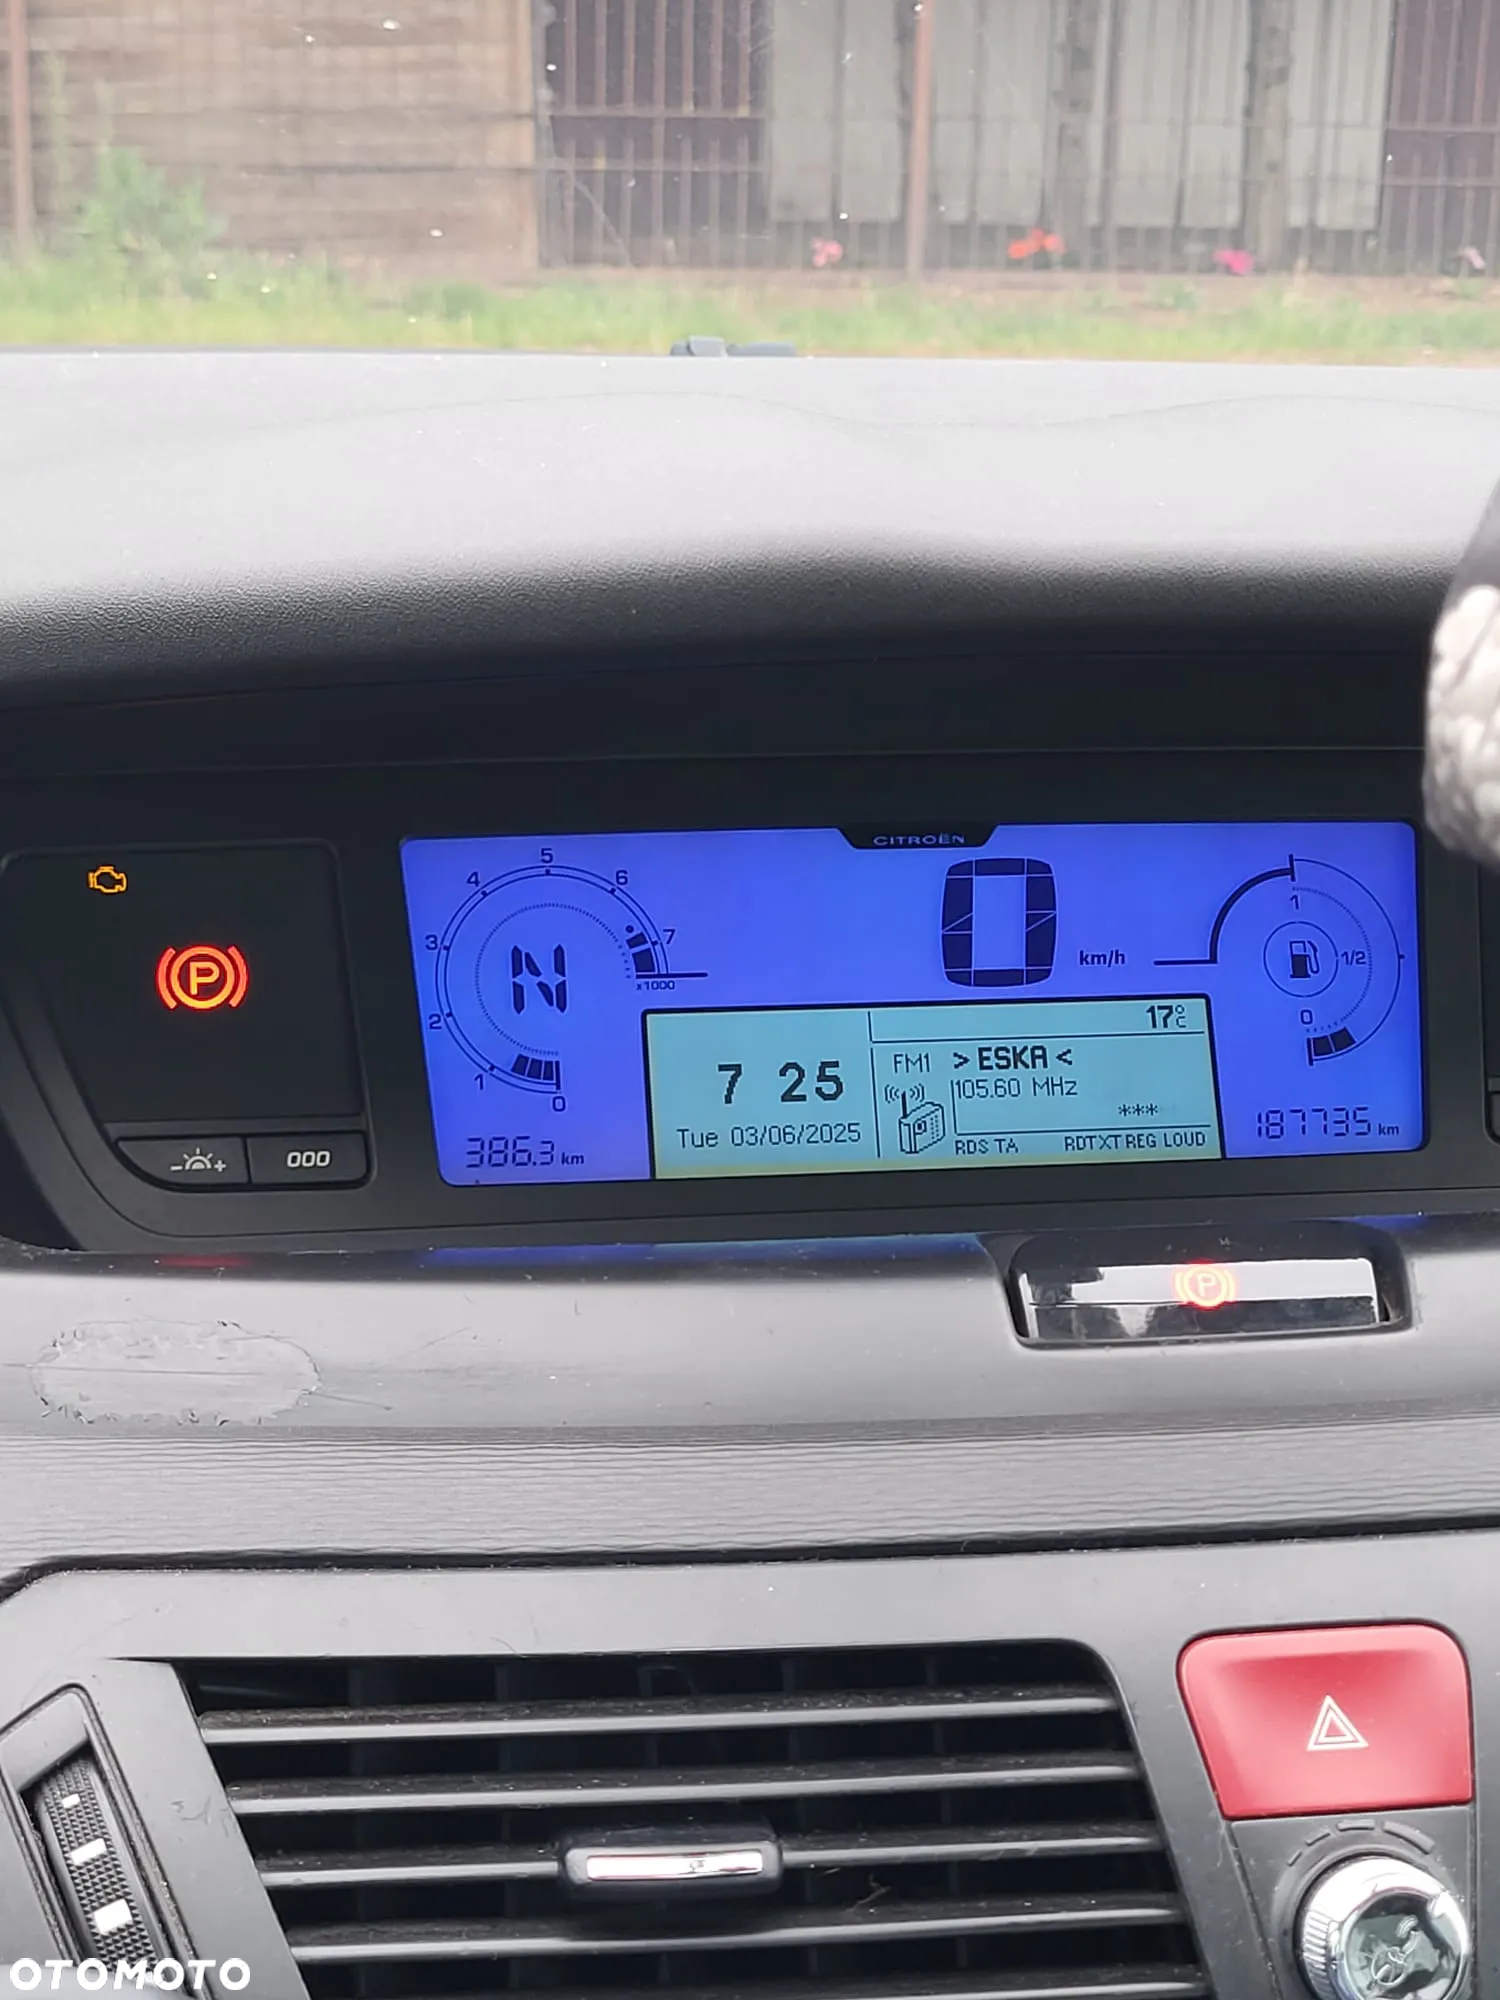 CITROËN
5
4
6
3
7
x1000
N
2
1
0
0
km/h
1
1/2
0
17°C
FM1 > ESKA <
7 25
105.60 MHz
***
Tue 03/06/2025
RDS TA RDTXT REG LOUD
386.3 km
187735 km
P
000
P
OTOMOTO